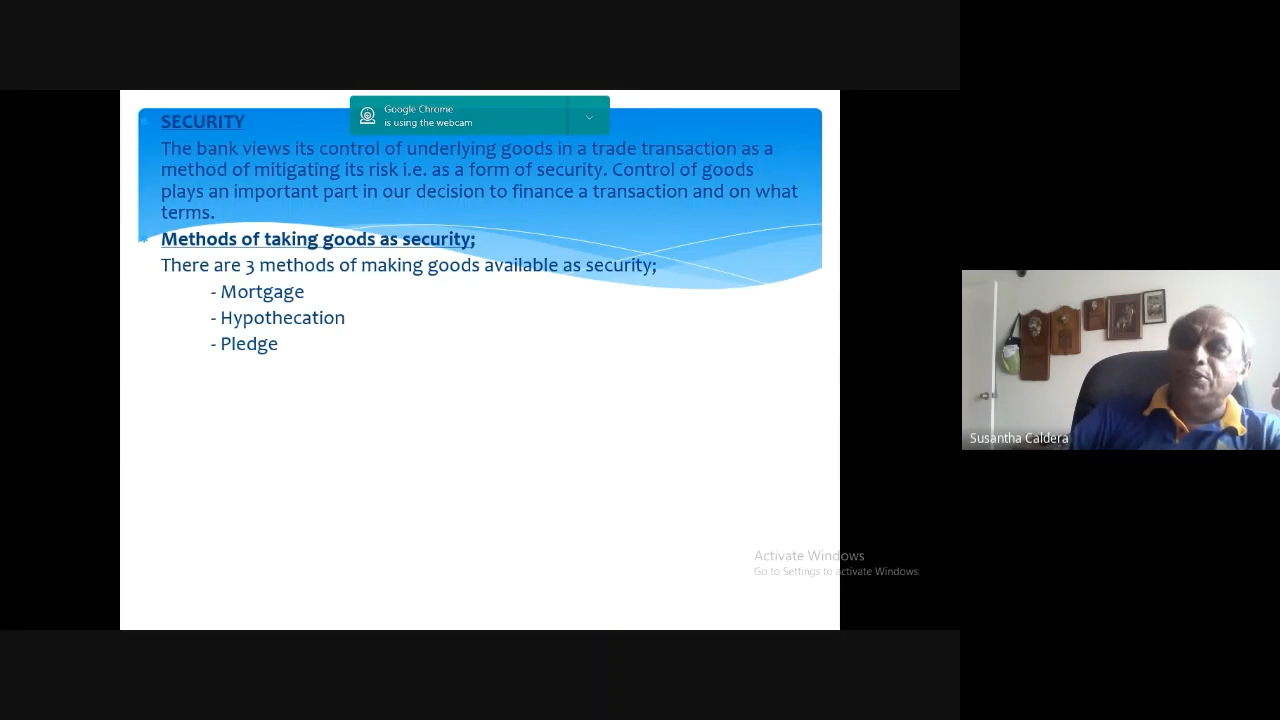 Google Chrome
is using the webcam
SECURITY
The bank views its control of underlying goods in a trade transaction as a
method of mitigating its risk i.e. as a form of security. Control of goods
plays an important part in our decision to finance a transaction and on what
terms.
Methods of taking goods as security;
There are 3 methods of making goods available as security;
- Mortgage
- Hypothecation
- Pledge
Susantha Caldera
Activate Windows
Go to Settings to activate Windows.